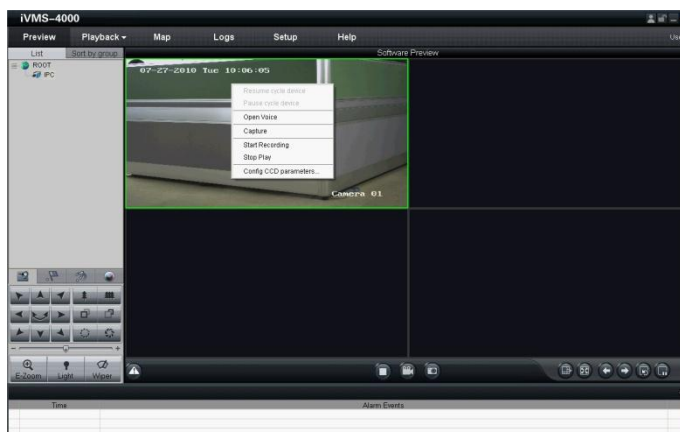 iVMS-4000
Preview
Playback
Map
Logs
Setup
Help
List
Sort by group
Software Preview
ROOT
IPC
07-27-2010 Tue 10:06:05
Resume cycle device
Pause cycle device
Open Voice
Capture
Start Recording
Stop Play
Config CCD parameters...
Camera 01
E-Zoom
Light
Wiper
Time
Alarm Events